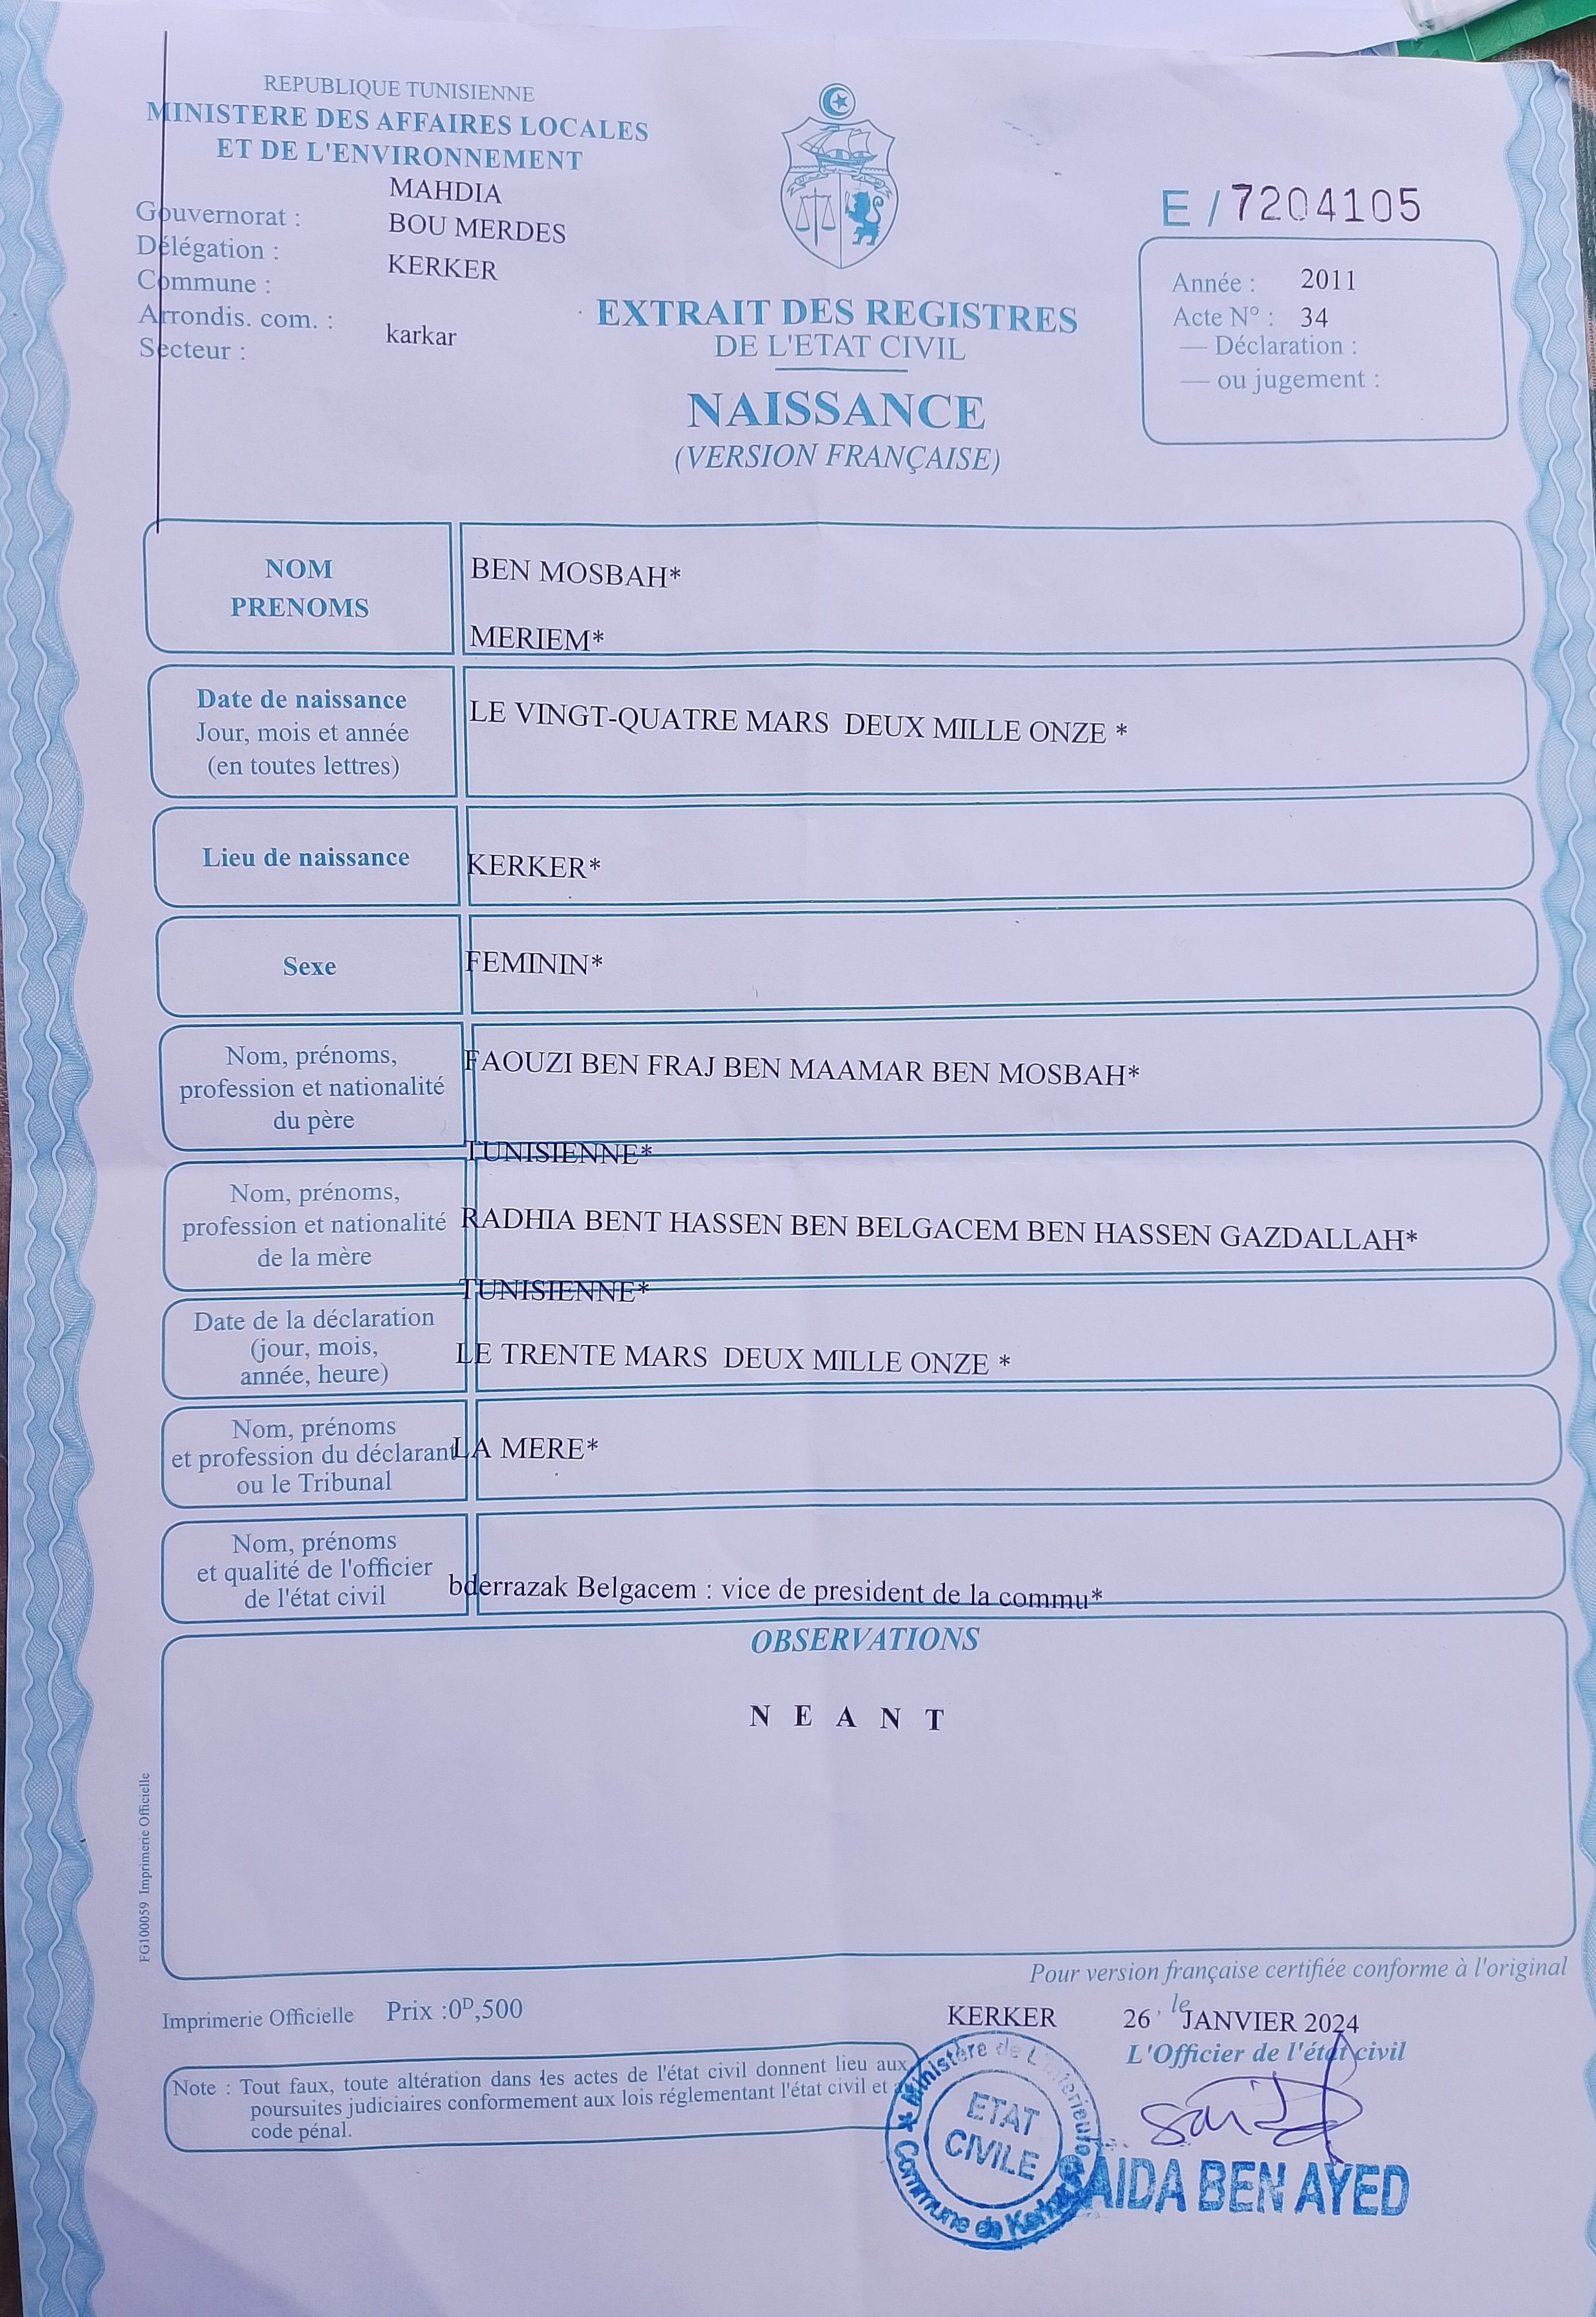 REPUBLIQUE TUNISIENNE
MINISTERE DES AFFAIRES LOCALES
ET DE L'ENVIRONNEMENT
MAHDIA
Gouvernorat :
BOU MERDES
Délégation :
KERKER
Commune :
Arrondis. com. :
karkar
Secteur :
E / 7204105
Année : 2011
Acte N° : 34
— Déclaration :
— ou jugement :
EXTRAIT DES REGISTRES
DE L'ETAT CIVIL
NAISSANCE
(VERSION FRANÇAISE)
NOM
PRENOMS
BEN MOSBAH*
MERIEM*
Date de naissance
Jour, mois et année
(en toutes lettres)
LE VINGT-QUATRE MARS DEUX MILLE ONZE *
Lieu de naissance
KERKER*
Sexe
FEMININ*
Nom, prénoms,
profession et nationalité
du père
FAOUZI BEN FRAJ BEN MAAMAR BEN MOSBAH*
TUNISIENNE*
Nom, prénoms,
profession et nationalité
de la mère
RADHIA BENT HASSEN BEN BELGACEM BEN HASSEN GAZDALLAH*
TUNISIENNE*
Date de la déclaration
(jour, mois,
année, heure)
LE TRENTE MARS DEUX MILLE ONZE *
Nom, prénoms
et profession du déclarant
ou le Tribunal
LA MERE*
Nom, prénoms
et qualité de l'officier
de l'état civil
bderrazak Belgacem : vice de president de la commu*
OBSERVATIONS
N E A N T
FG100059 Imprimerie Officielle
Pour version française certifiée conforme à l'original
Imprimerie Officielle Prix :0ᴰ,500
KERKER 26 , le JANVIER 2024
L'Officier de l'état civil
Note : Tout faux, toute altération dans les actes de l'état civil donnent lieu aux
poursuites judiciaires conformement aux lois réglementant l'état civil et
code pénal.
Ministère de L'interieure
Commune de Kerker
ETAT
CIVILE
AIDA BEN AYED